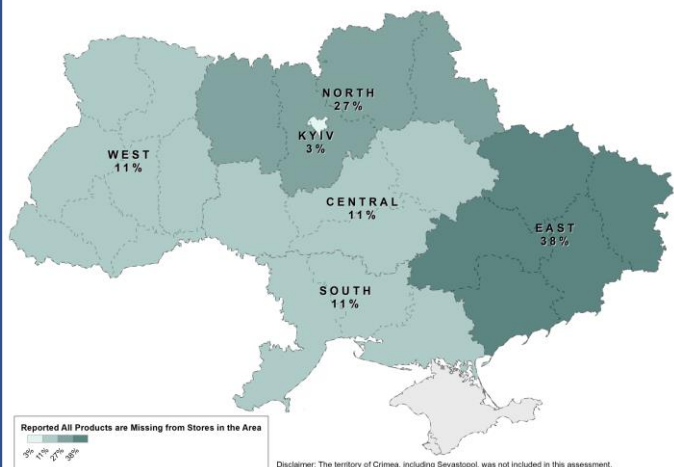 NORTH
27%
KYIV
3%
WEST
11%
CENTRAL
11%
EAST
38%
SOUTH
11%
Reported All Products are Missing from Stores in the Area
3% 11% 27% 38%
Disclaimer: The territory of Crimea, including Sevastopol, was not included in this assessment.